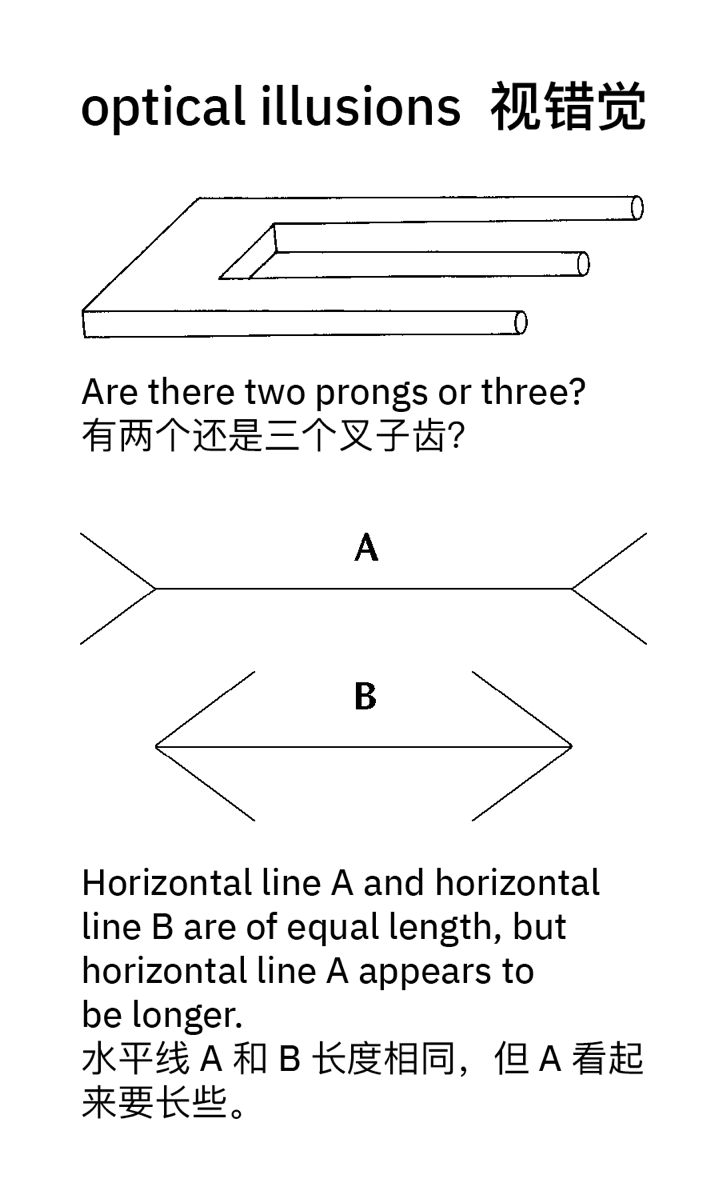 optical illusions 视错觉
Are there two prongs or three?
有两个还是三个叉子齿?
A
B
Horizontal line A and horizontal
line B are of equal length, but
horizontal line A appears to
be longer.
水平线 A 和 B 长度相同，但 A 看起
来要长些。